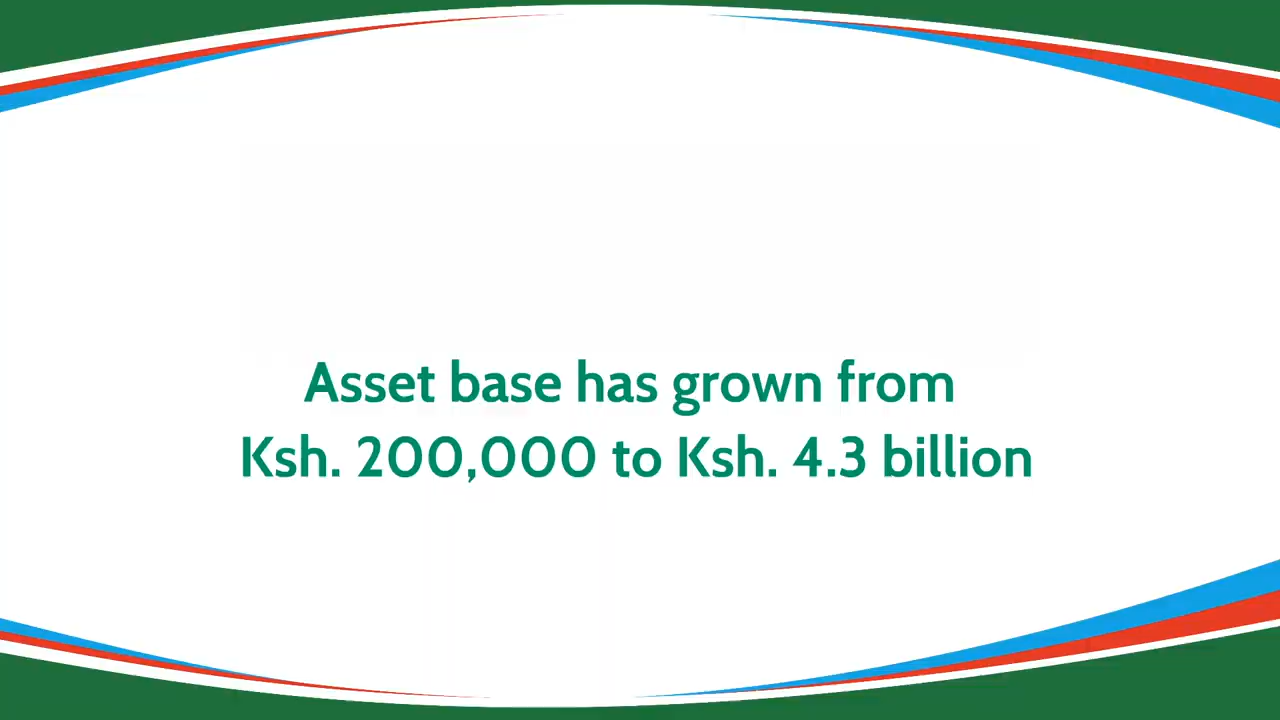 Asset base has grown from
Ksh. 200,000 to Ksh. 4.3 billion